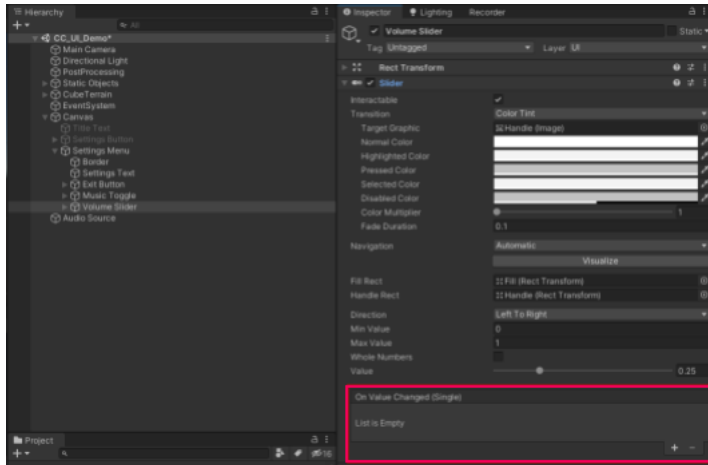 Hierarchy
All
CC_UI_Demo*
Main Camera
Directional Light
PostProcessing
Static Objects
CubeTerrain
EventSystem
Canvas
Title Text
Settings Button
Settings Menu
Border
Settings Text
Exit Button
Music Toggle
Volume Slider
Audio Source
Project
16
Inspector Lighting Recorder
Volume Slider Static
Tag Untagged Layer UI
Rect Transform
Slider
Interactable
Transition Color Tint
Target Graphic Handle (Image)
Normal Color
Highlighted Color
Pressed Color
Selected Color
Disabled Color
Color Multiplier 1
Fade Duration 0.1
Navigation Automatic
Visualize
Fill Rect Fill (Rect Transform)
Handle Rect Handle (Rect Transform)
Direction Left To Right
Min Value 0
Max Value 1
Whole Numbers
Value 0.25
On Value Changed (Single)
List is Empty